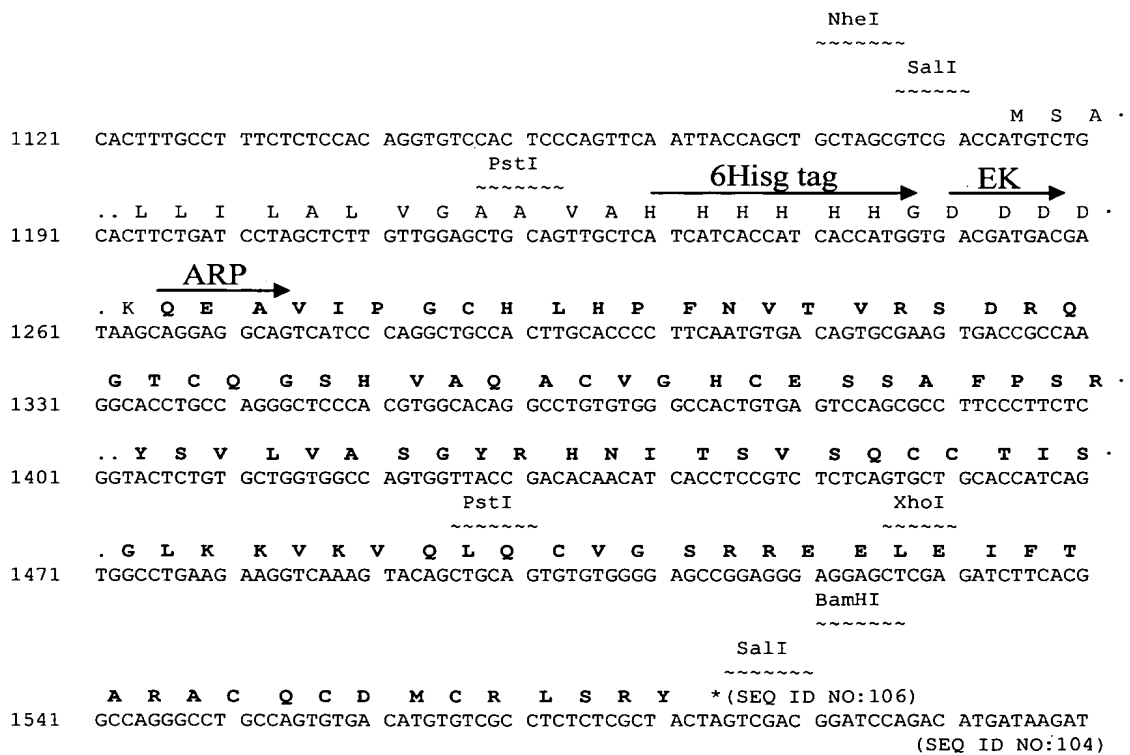 NheI
~~~~~~~
SalI
~~~~~~
M S A ·
1121 CACTTTGCCT TTCTCTCCAC AGGTGTCCAC TCCCAGTTCA ATTACCAGCT GCTAGCGTCG ACCATGTCTG
PstI 6Hisg tag EK
~~~~~~~
.. L L I L A L V G A A V A H H H H H H G D D D D ·
1191 CACTTCTGAT CCTAGCTCTT GTTGGAGCTG CAGTTGCTCA TCATCACCAT CACCATGGTG ACGATGACGA
ARP
. K Q E A V I P G C H L H P F N V T V R S D R Q
1261 TAAGCAGGAG GCAGTCATCC CAGGCTGCCA CTTGCACCCC TTCAATGTGA CAGTGCGAAG TGACCGCCAA
G T C Q G S H V A Q A C V G H C E S S A F P S R ·
1331 GGCACCTGCC AGGGCTCCCA CGTGGCACAG GCCTGTGTGG GCCACTGTGA GTCCAGCGCC TTCCCTTCTC
.. Y S V L V A S G Y R H N I T S V S Q C C T I S ·
1401 GGTACTCTGT GCTGGTGGCC AGTGGTTACC GACACAACAT CACCTCCGTC TCTCAGTGCT GCACCATCAG
PstI XhoI
~~~~~~~ ~~~~~~
. G L K K V K V Q L Q C V G S R R E E L E I F T
1471 TGGCCTGAAG AAGGTCAAAG TACAGCTGCA GTGTGTGGGG AGCCGGAGGG AGGAGCTCGA GATCTTCACG
BamHI
~~~~~~~
SalI
~~~~~~~
A R A C Q C D M C R L S R Y *(SEQ ID NO:106)
1541 GCCAGGGCCT GCCAGTGTGA CATGTGTCGC CTCTCTCGCT ACTAGTCGAC GGATCCAGAC ATGATAAGAT
(SEQ ID NO:104)